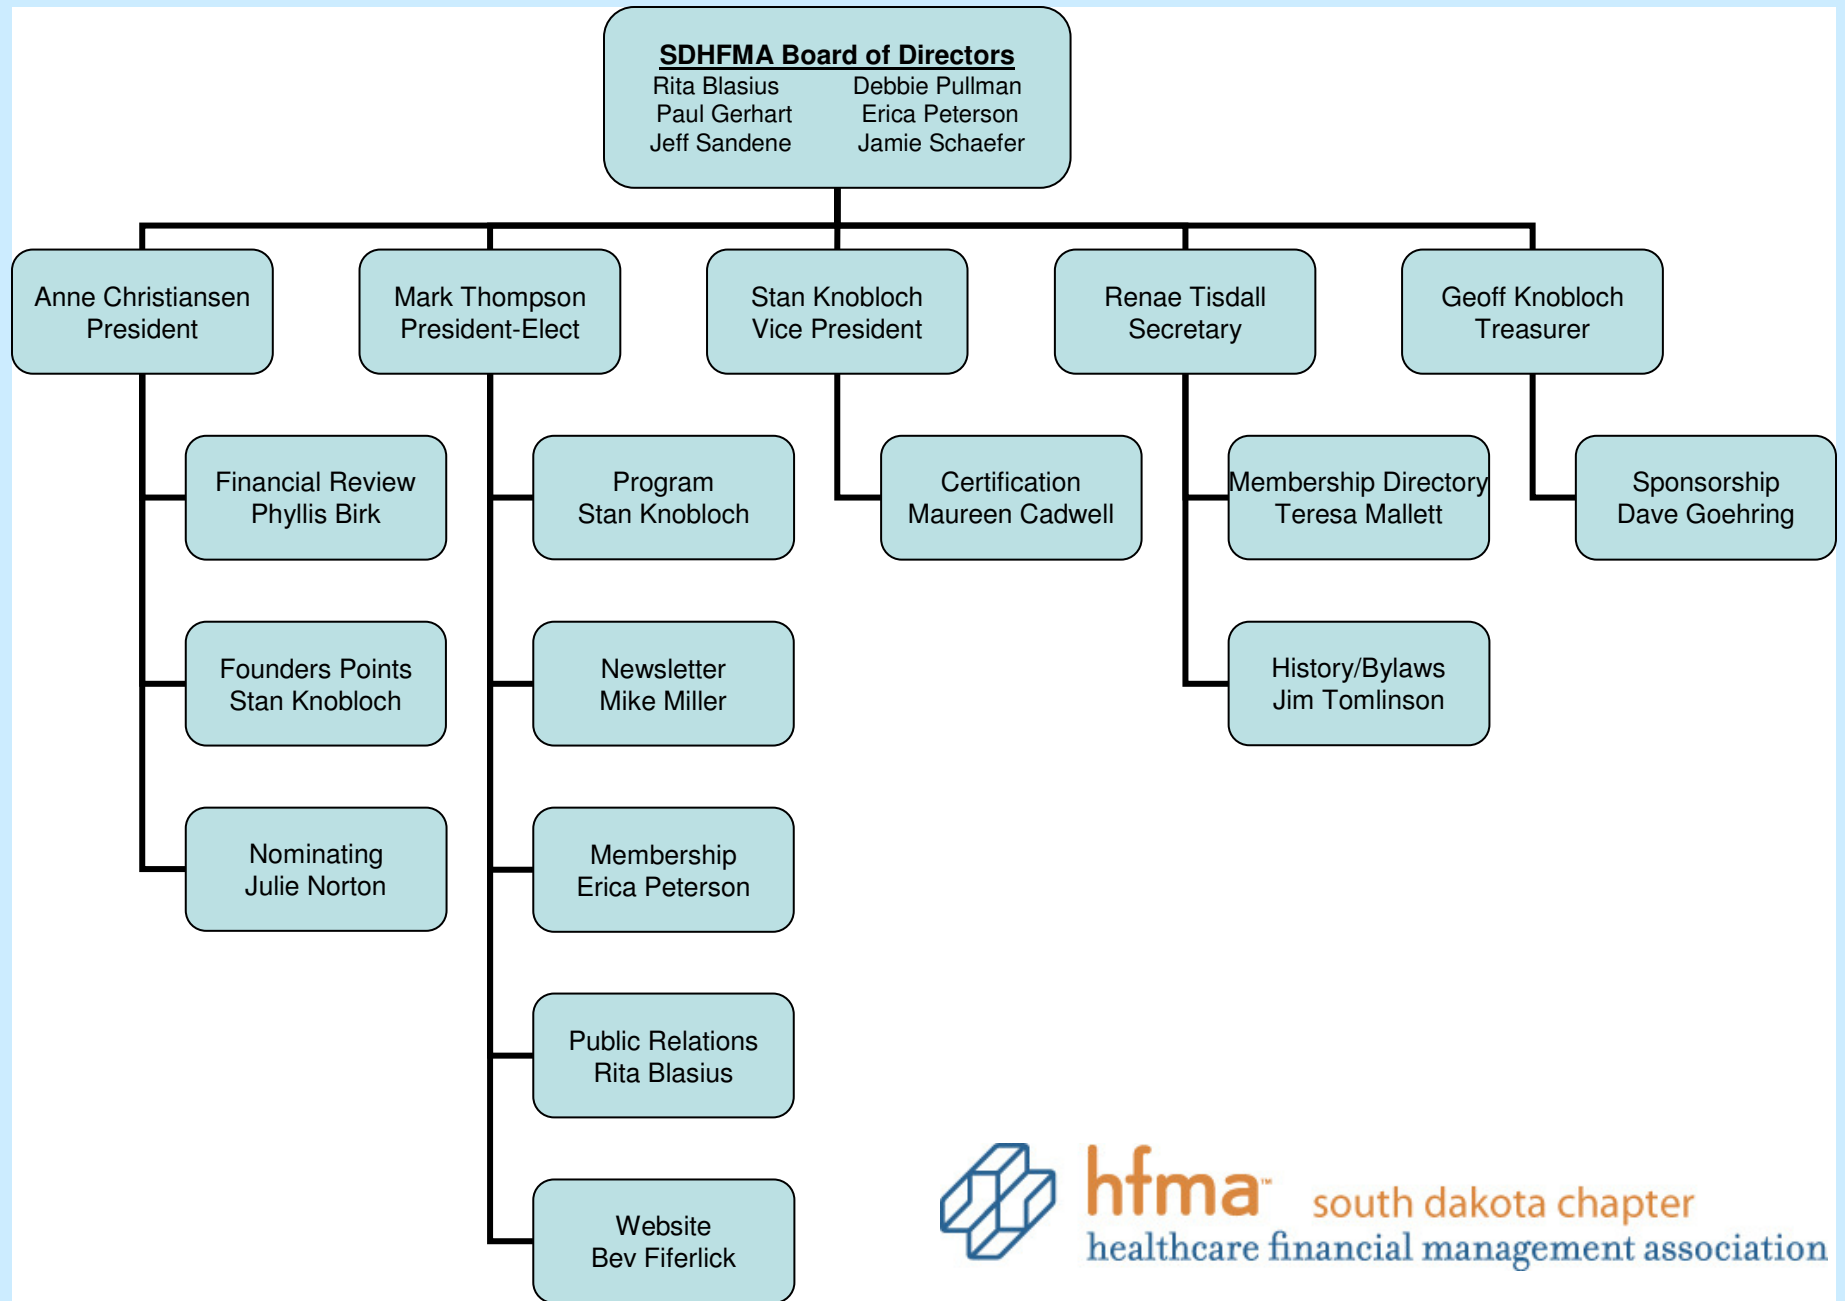 SDHFMA Board of Directors
Rita Blasius Debbie Pullman
Paul Gerhart Erica Peterson
Jeff Sandene Jamie Schaefer
Anne Christiansen
President
Mark Thompson
President-Elect
Stan Knobloch
Vice President
Renae Tisdall
Secretary
Geoff Knobloch
Treasurer
Financial Review
Phyllis Birk
Program
Stan Knobloch
Certification
Maureen Cadwell
Membership Directory
Teresa Mallett
Sponsorship
Dave Goehring
Founders Points
Stan Knobloch
Newsletter
Mike Miller
History/Bylaws
Jim Tomlinson
Nominating
Julie Norton
Membership
Erica Peterson
Public Relations
Rita Blasius
Website
Bev Fiferlick
hfma™ south dakota chapter
healthcare financial management association